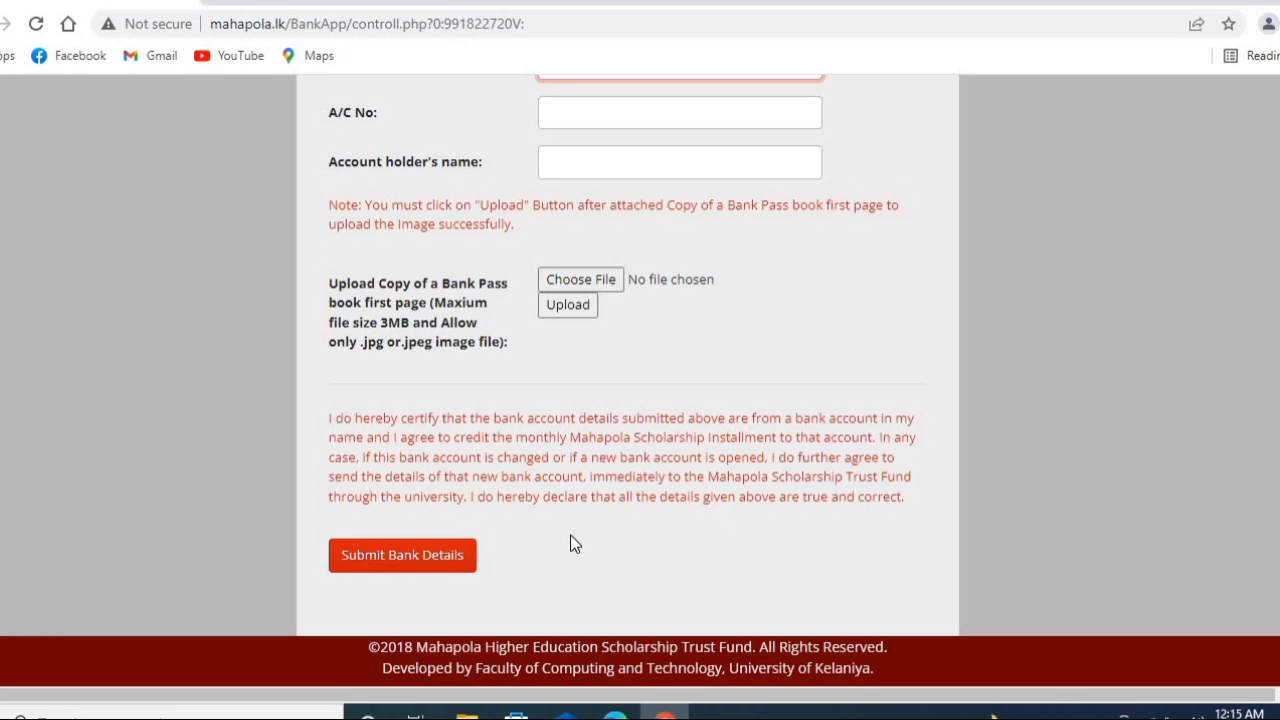 Not secure
mahapola.lk/BankApp/controll.php?0:991822720V:
ps
Facebook
Gmail
YouTube
Maps
Readin
A/C No:
Account holder's name:
Note: You must click on "Upload" Button after attached Copy of a Bank Pass book first page to
upload the Image successfully.
Upload Copy of a Bank Pass
book first page (Maxium
file size 3MB and Allow
only .jpg or.jpeg image file):
Choose File No file chosen
Upload
I do hereby certify that the bank account details submitted above are from a bank account in my
name and I agree to credit the monthly Mahapola Scholarship Installment to that account. In any
case, If this bank account is changed or if a new bank account is opened, I do further agree to
send the details of that new bank account, immediately to the Mahapola Scholarship Trust Fund
through the university. I do hereby declare that all the details given above are true and correct.
Submit Bank Details
©2018 Mahapola Higher Education Scholarship Trust Fund. All Rights Reserved.
Developed by Faculty of Computing and Technology, University of Kelaniya.
12:15 AM